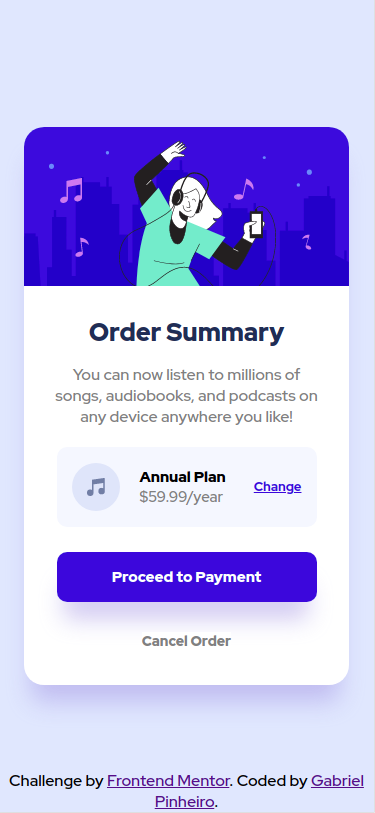 Order Summary
You can now listen to millions of
songs, audiobooks, and podcasts on
any device anywhere you like!
Annual Plan
$59.99/year
Change
Proceed to Payment
Cancel Order
Challenge by Frontend Mentor. Coded by Gabriel
Pinheiro.